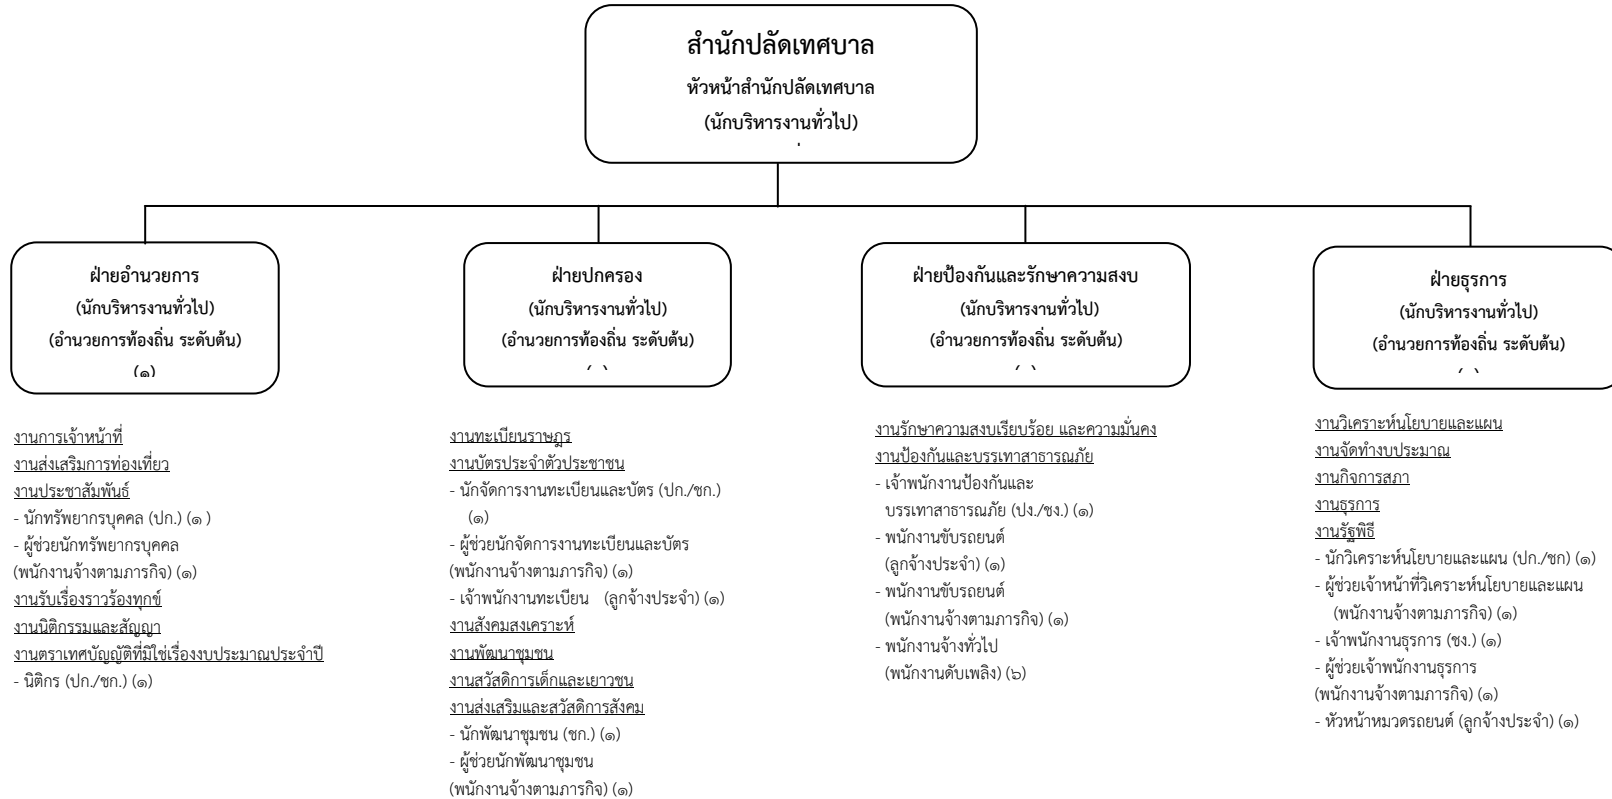 สำนักปลัดเทศบาล
หัวหน้าสำนักปลัดเทศบาล
(นักบริหารงานทั่วไป)
ฝ่ายอำนวยการ
(นักบริหารงานทั่วไป)
(อำนวยการท้องถิ่น ระดับต้น)
(๑)
งานการเจ้าหน้าที่
งานส่งเสริมการท่องเที่ยว
งานประชาสัมพันธ์
- นักทรัพยากรบุคคล (ปก.) (๑ )
- ผู้ช่วยนักทรัพยากรบุคคล
(พนักงานจ้างตามภารกิจ) (๑)
งานรับเรื่องราวร้องทุกข์
งานนิติกรรมและสัญญา
งานตราเทศบัญญัติที่มิใช่เรื่องงบประมาณประจำปี
- นิติกร (ปก./ชก.) (๑)
ฝ่ายปกครอง
(นักบริหารงานทั่วไป)
(อำนวยการท้องถิ่น ระดับต้น)
งานทะเบียนราษฎร
งานบัตรประจำตัวประชาชน
- นักจัดการงานทะเบียนและบัตร (ปก./ชก.)
(๑)
- ผู้ช่วยนักจัดการงานทะเบียนและบัตร
(พนักงานจ้างตามภารกิจ) (๑)
- เจ้าพนักงานทะเบียน (ลูกจ้างประจำ) (๑)
งานสังคมสงเคราะห์
งานพัฒนาชุมชน
งานสวัสดิการเด็กและเยาวชน
งานส่งเสริมและสวัสดิการสังคม
- นักพัฒนาชุมชน (ชก.) (๑)
- ผู้ช่วยนักพัฒนาชุมชน
(พนักงานจ้างตามภารกิจ) (๑)
ฝ่ายป้องกันและรักษาความสงบ
(นักบริหารงานทั่วไป)
(อำนวยการท้องถิ่น ระดับต้น)
งานรักษาความสงบเรียบร้อย และความมั่นคง
งานป้องกันและบรรเทาสาธารณภัย
- เจ้าพนักงานป้องกันและ
บรรเทาสาธารณภัย (ปง./ชง.) (๑)
- พนักงานขับรถยนต์
(ลูกจ้างประจำ) (๑)
- พนักงานขับรถยนต์
(พนักงานจ้างตามภารกิจ) (๑)
- พนักงานจ้างทั่วไป
(พนักงานดับเพลิง) (๖)
ฝ่ายธุรการ
(นักบริหารงานทั่วไป)
(อำนวยการท้องถิ่น ระดับต้น)
งานวิเคราะห์นโยบายและแผน
งานจัดทำงบประมาณ
งานกิจการสภา
งานธุรการ
งานรัฐพิธี
- นักวิเคราะห์นโยบายและแผน (ปก./ชก) (๑)
- ผู้ช่วยเจ้าหน้าที่วิเคราะห์นโยบายและแผน
(พนักงานจ้างตามภารกิจ) (๑)
- เจ้าพนักงานธุรการ (ชง.) (๑)
- ผู้ช่วยเจ้าพนักงานธุรการ
(พนักงานจ้างตามภารกิจ) (๑)
- หัวหน้าหมวดรถยนต์ (ลูกจ้างประจำ) (๑)